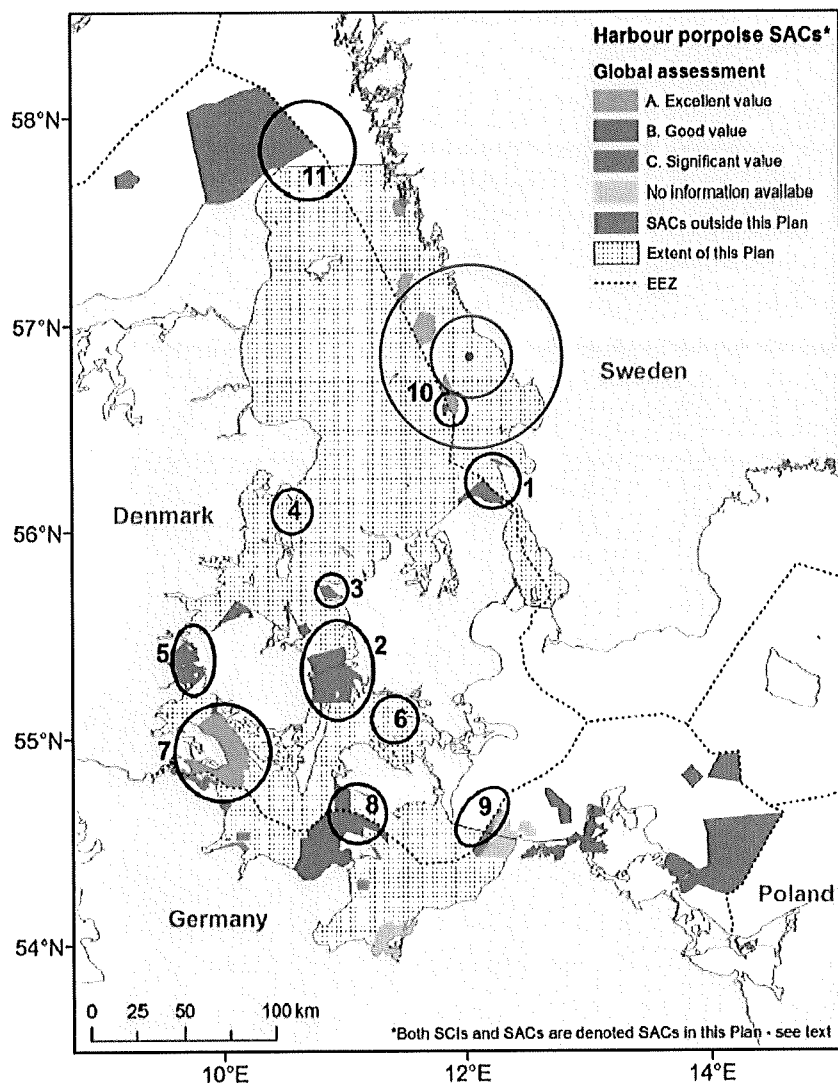 Harbour porpoise SACs*
Global assessment
A. Excellent value
B. Good value
C. Significant value
No information availabe
SACs outside this Plan
Extent of this Plan
EEZ
58°N
57°N
56°N
55°N
54°N
11
Sweden
10
1
Denmark
4
3
5
2
6
7
8
9
Germany
Poland
0 25 50 100 km
*Both SCIs and SACs are denoted SACs in this Plan - see text
10°E 12°E 14°E